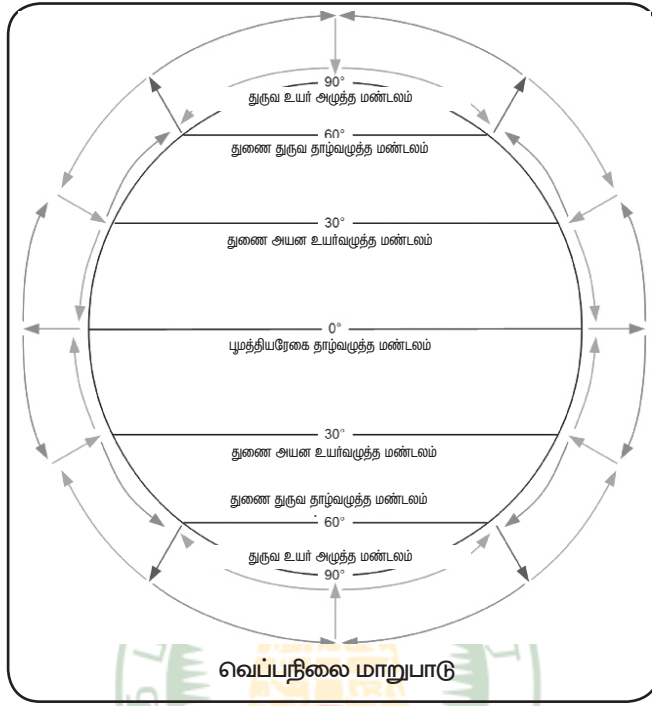 90°
துருவ உயர் அழுத்த மண்டலம்
60°
துணை துருவ தாழ்வழுத்த மண்டலம்
30°
துணை அயன உயர்வழுத்த மண்டலம்
0°
பூமத்தியரேகை தாழ்வழுத்த மண்டலம்
30°
துணை அயன உயர்வழுத்த மண்டலம்
துணை துருவ தாழ்வழுத்த மண்டலம்
60°
துருவ உயர் அழுத்த மண்டலம்
90°
வெப்பநிலை மாறுபாடு